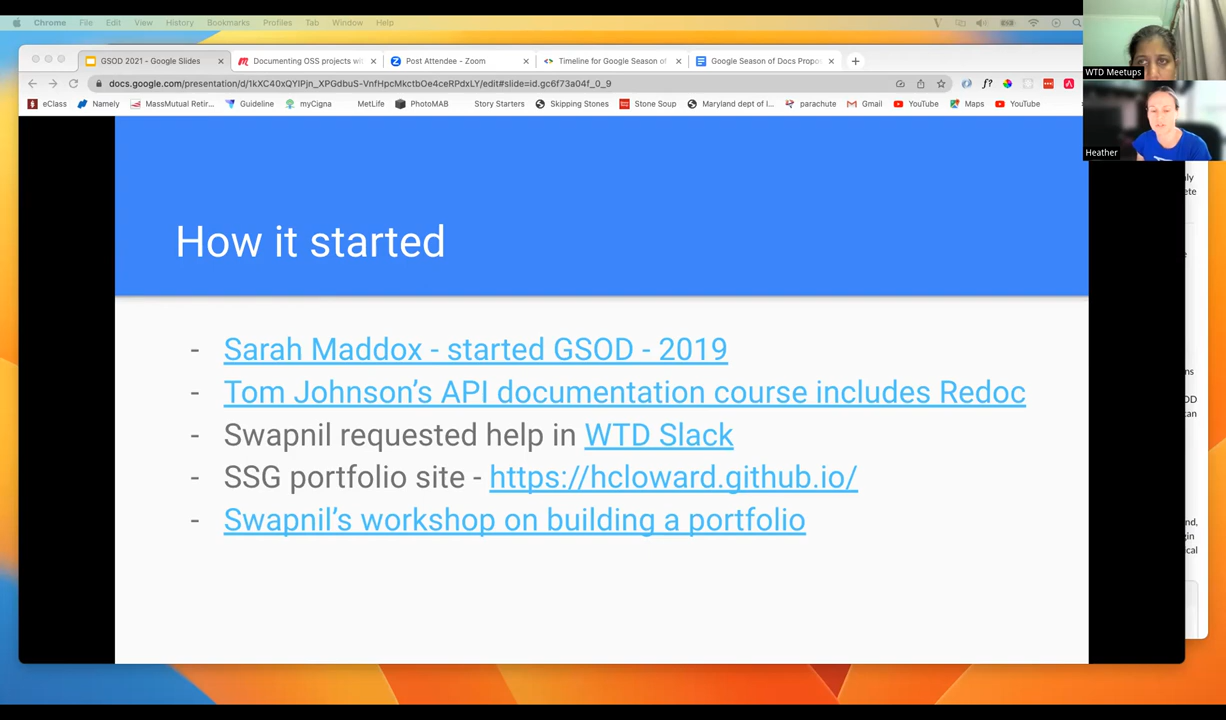 Chrome File Edit View History Bookmarks Profiles Tab Window Help
GSOD 2021 - Google Slides
Documenting OSS projects wi
Post Attendee - Zoom
Timeline for Google Season of
Google Season of Docs Propo
docs.google.com/presentation/d/1kXC40xQYlPjn_XPGdbuS-VnfHpcMkctbOe4ceRPdxLY/edit#slide=id.gc6f73a04f_0_9
eClass Namely MassMutual Retir... Guideline myCigna MetLife PhotoMAB Story Starters Skipping Stones Stone Soup Maryland dept of l... parachute Gmail YouTube Maps YouTube
WTD Meetups
Heather
How it started
- Sarah Maddox - started GSOD - 2019
- Tom Johnson’s API documentation course includes Redoc
- Swapnil requested help in WTD Slack
- SSG portfolio site - https://hcloward.github.io/
- Swapnil’s workshop on building a portfolio